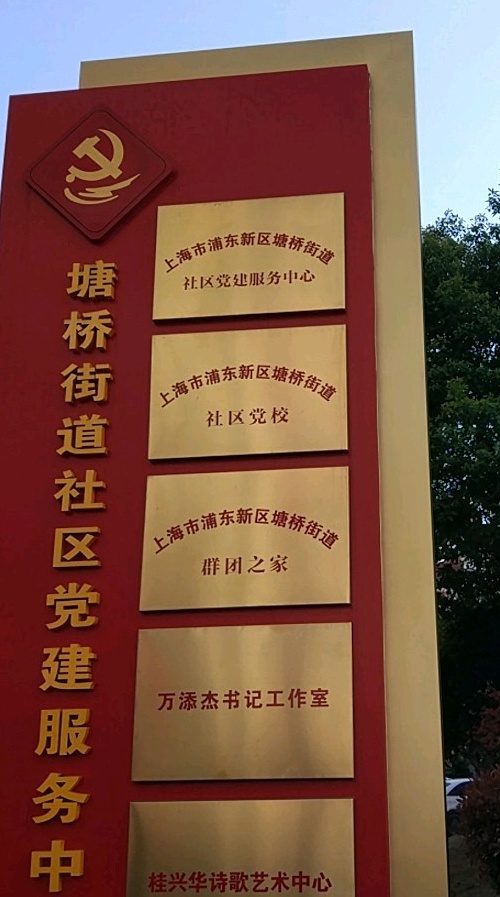 塘桥街道社区党建服务中
上海市浦东新区塘桥街道
社区党建服务中心
上海市浦东新区塘桥街道
社区党校
上海市浦东新区塘桥街道
群团之家
万添杰书记工作室
桂兴华诗歌艺术中心